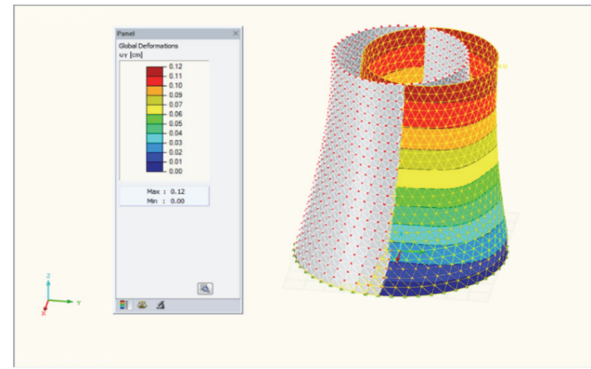 Panel
Global Deformations
uY [cm]
0.12
0.11
0.10
0.09
0.07
0.06
0.05
0.04
0.03
0.02
0.01
0.00
Max : 0.12
Min : 0.00
Z
Y
X